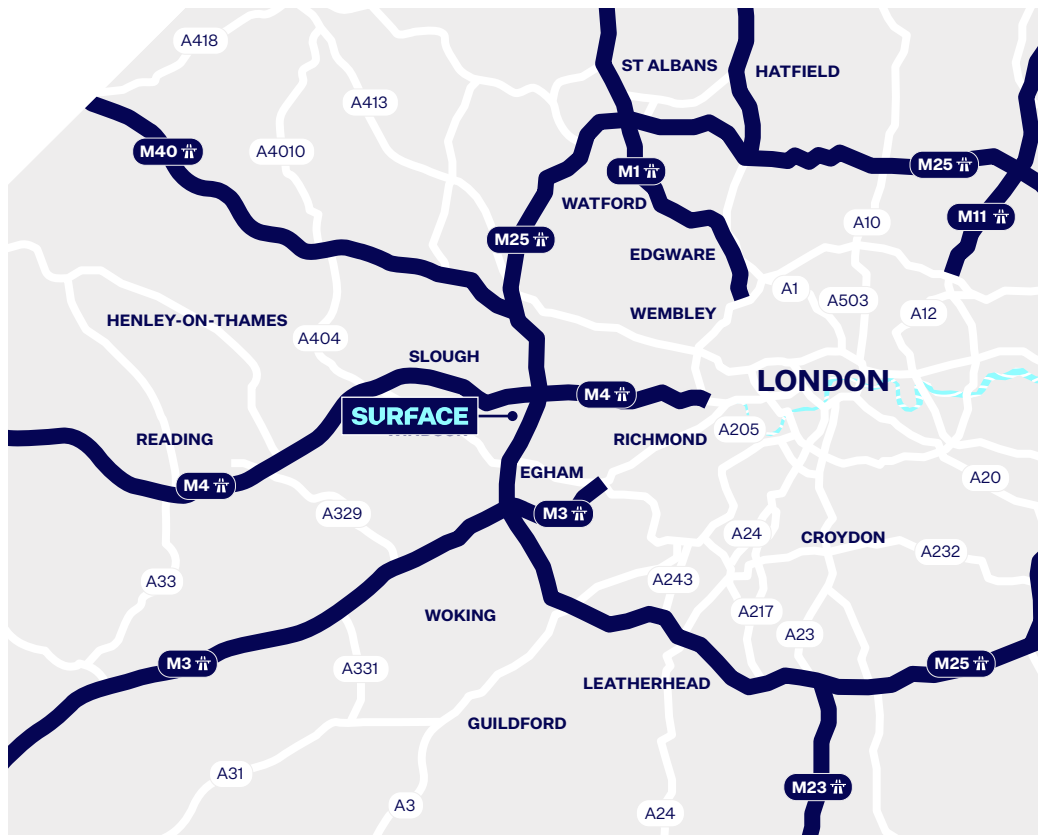 A418
ST ALBANS
HATFIELD
A413
M40
A4010
M1
M25
WATFORD
M11
A10
M25
EDGWARE
A1
A503
WEMBLEY
A12
HENLEY-ON-THAMES
A404
SLOUGH
LONDON
M4
SURFACE
A205
READING
RICHMOND
EGHAM
A20
M4
A329
M3
A24
CROYDON
A232
A33
A243
WOKING
A217
A23
M3
A331
M25
LEATHERHEAD
GUILDFORD
A31
M23
A3
A24